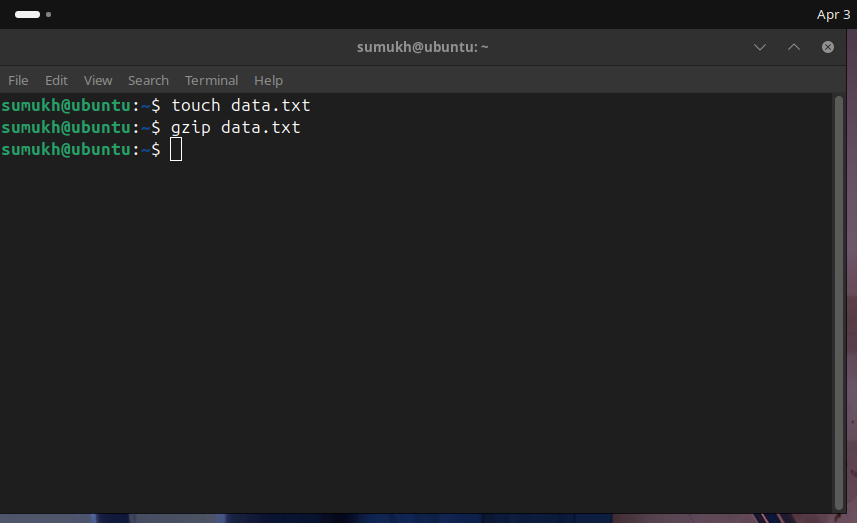 Apr 3
sumukh@ubuntu: ~
File Edit View Search Terminal Help
sumukh@ubuntu:~$ touch data.txt
sumukh@ubuntu:~$ gzip data.txt
sumukh@ubuntu:~$